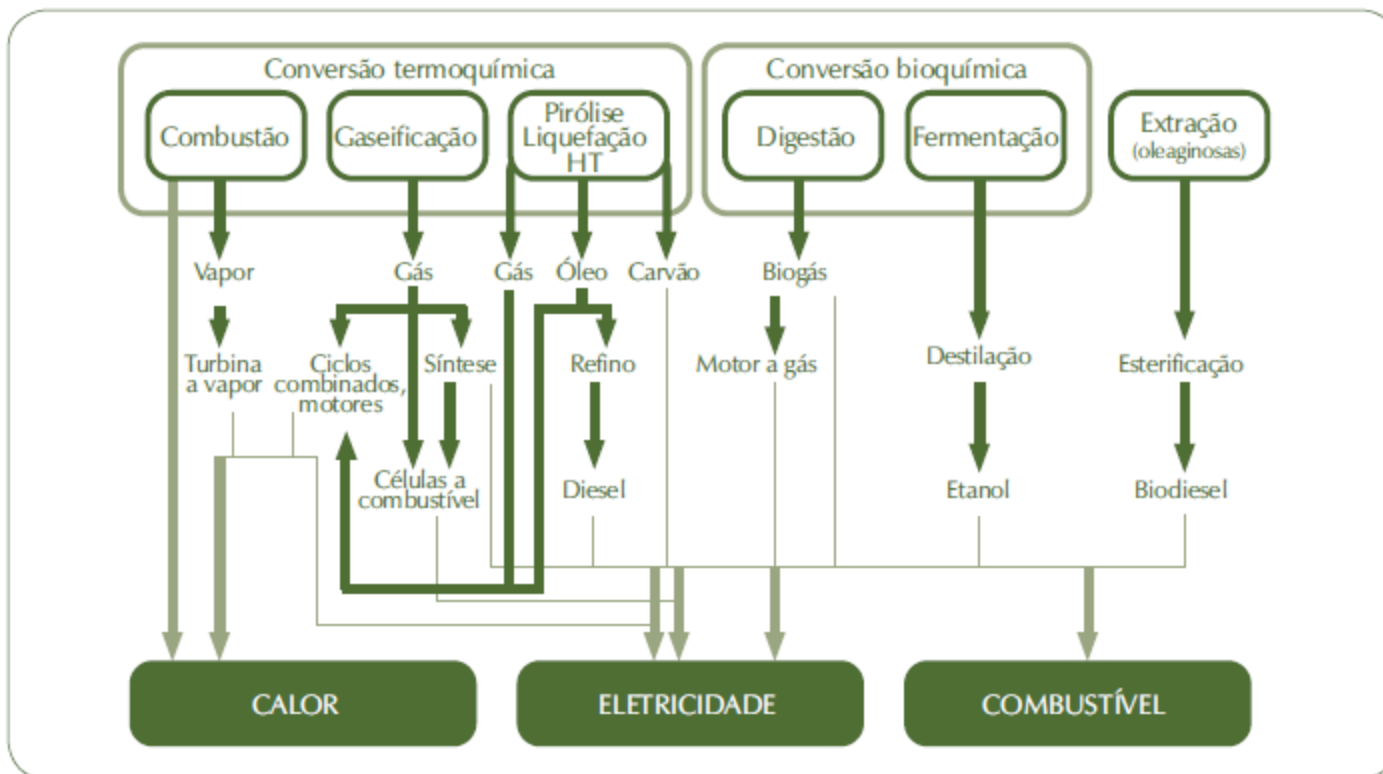 Conversão termoquímica
Conversão bioquímica
Combustão
Gaseificação
Pirólise
Liquefação
HT
Digestão
Fermentação
Extração
(oleaginosas)
Vapor
Gás
Gás
Óleo
Carvão
Biogás
Turbina
a vapor
Ciclos
combinados,
motores
Síntese
Refino
Motor a gás
Destilação
Esterificação
Células a
combustível
Diesel
Etanol
Biodiesel
CALOR
ELETRICIDADE
COMBUSTÍVEL